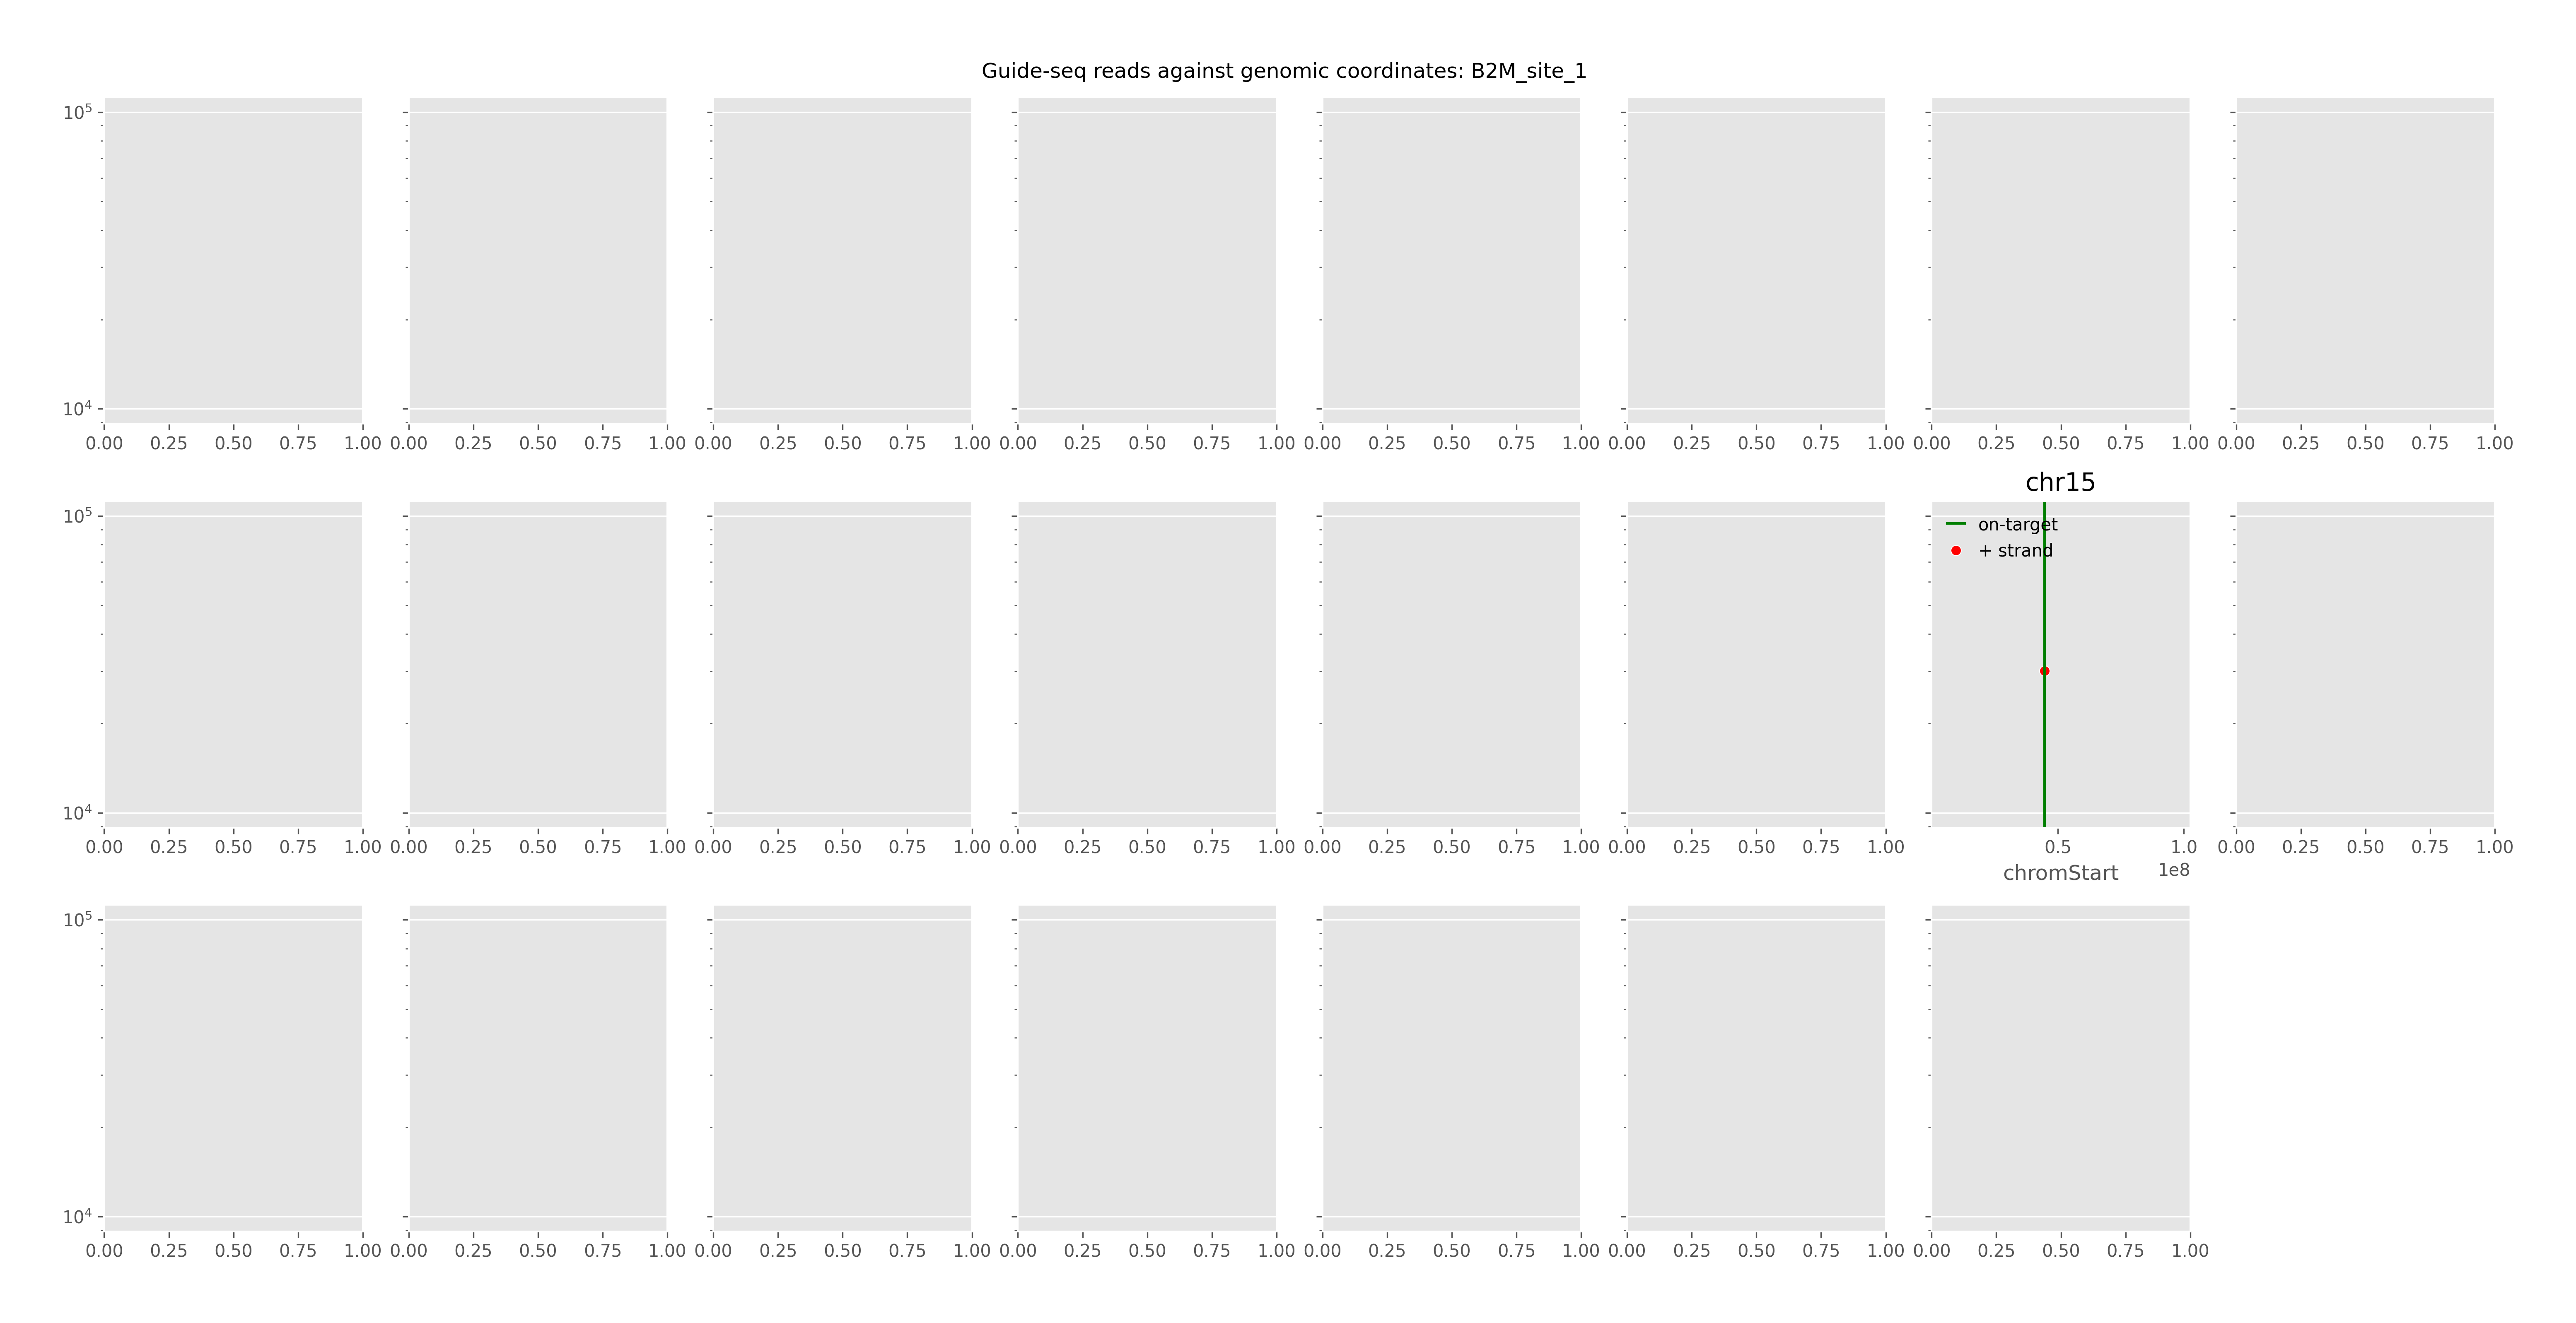 Guide-seq reads against genomic coordinates: B2M_site_1
10⁵
10⁴
0.00 0.25 0.50 0.75 1.00 0.00 0.25 0.50 0.75 1.00 0.00 0.25 0.50 0.75 1.00 0.00 0.25 0.50 0.75 1.00 0.00 0.25 0.50 0.75 1.00 0.00 0.25 0.50 0.75 1.00 0.00 0.25 0.50 0.75 1.00 0.00 0.25 0.50 0.75 1.00
chr15
10⁵
on-target
+ strand
10⁴
0.00 0.25 0.50 0.75 1.00 0.00 0.25 0.50 0.75 1.00 0.00 0.25 0.50 0.75 1.00 0.00 0.25 0.50 0.75 1.00 0.00 0.25 0.50 0.75 1.00 0.00 0.25 0.50 0.75 1.00 0.5 1.0 0.00 0.25 0.50 0.75 1.00
chromStart 1e8
10⁵
10⁴
0.00 0.25 0.50 0.75 1.00 0.00 0.25 0.50 0.75 1.00 0.00 0.25 0.50 0.75 1.00 0.00 0.25 0.50 0.75 1.00 0.00 0.25 0.50 0.75 1.00 0.00 0.25 0.50 0.75 1.00 0.00 0.25 0.50 0.75 1.00